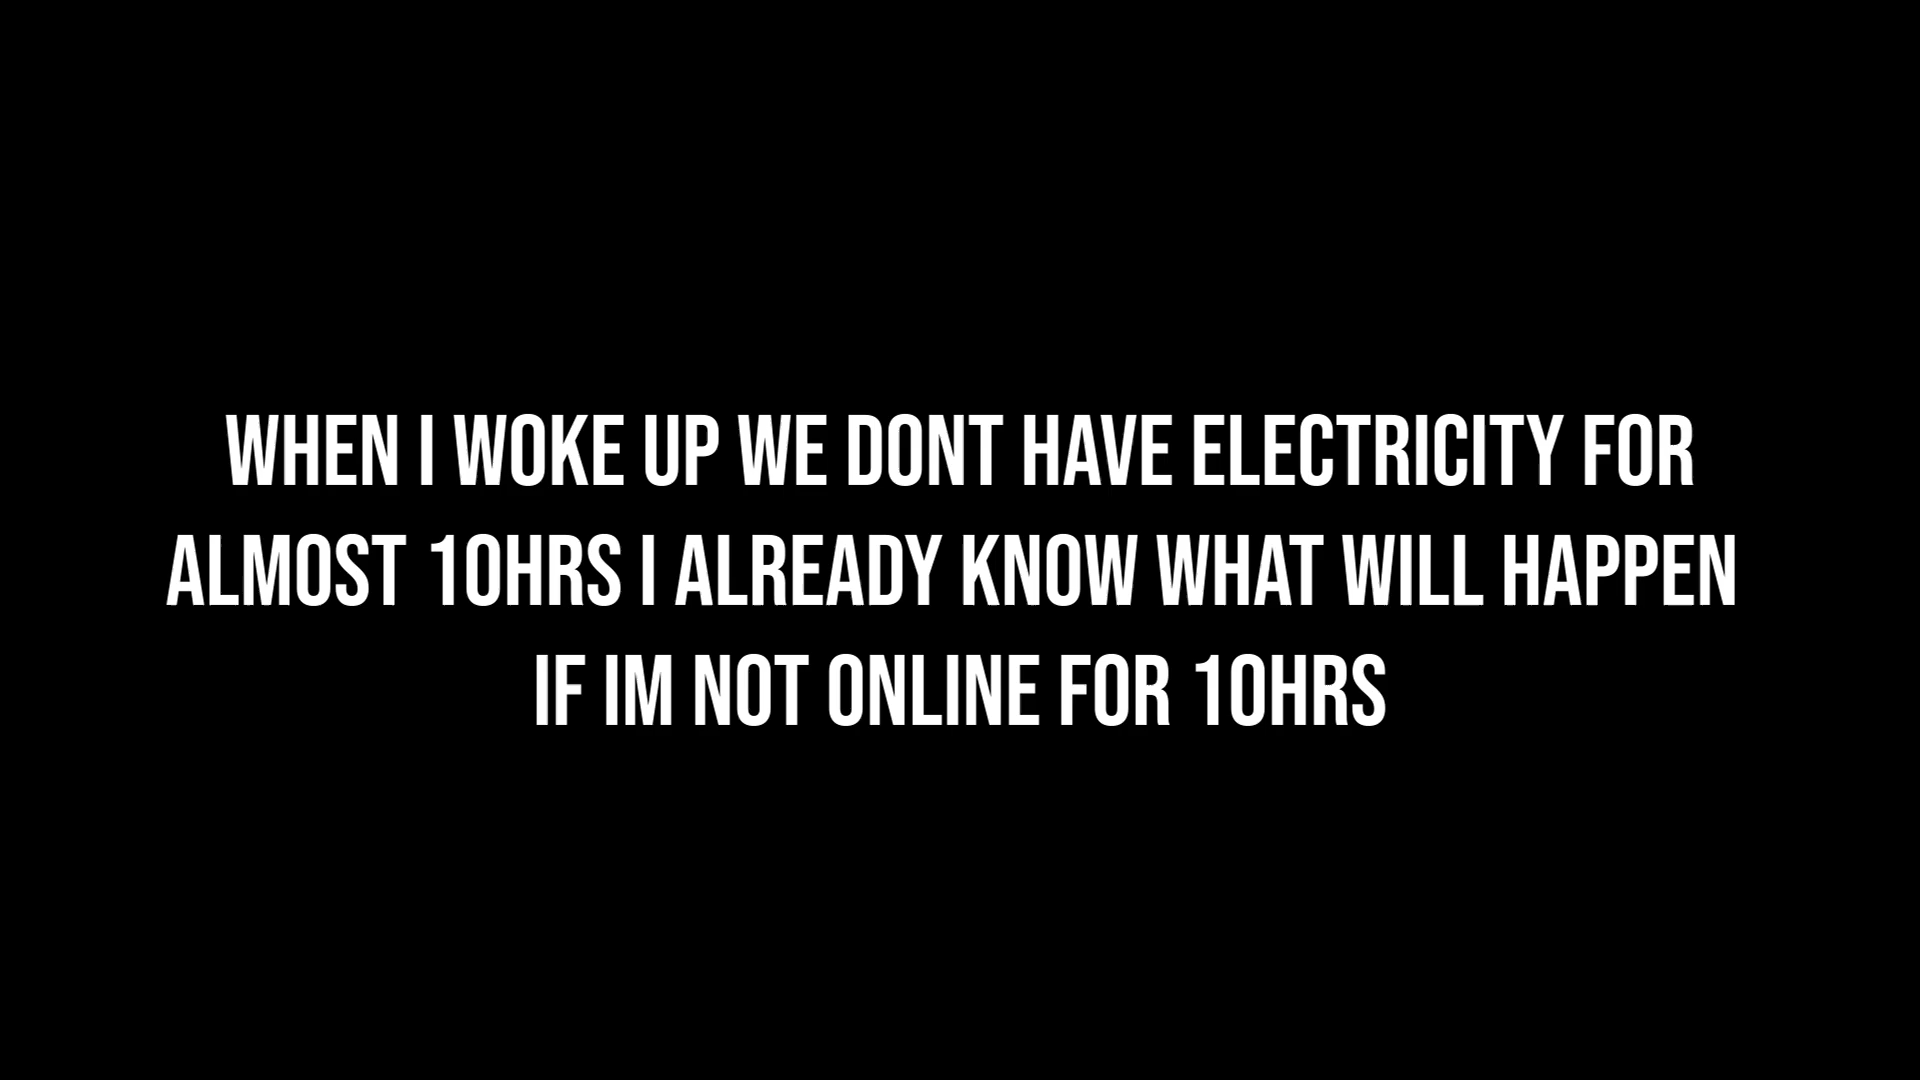 WHEN I WOKE UP WE DONT HAVE ELECTRICITY FOR
ALMOST 10HRS I ALREADY KNOW WHAT WILL HAPPEN
IF IM NOT ONLINE FOR 10HRS